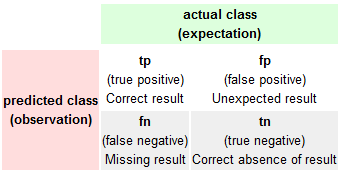 actual class
(expectation)
tp fp
(true positive) (false positive)
predicted class Correct result Unexpected result
(observation) fn tn
(false negative) (true negative)
Missing result Correct absence of result